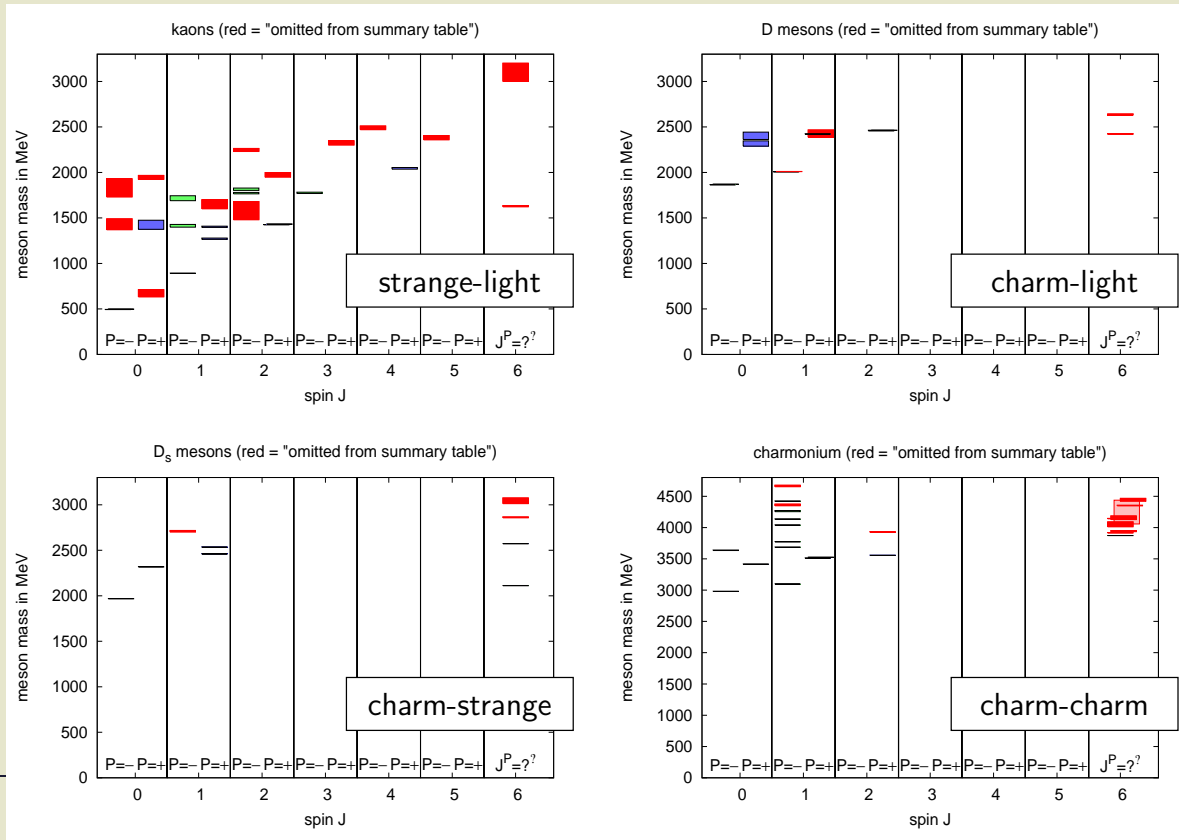 kaons (red = "omitted from summary table")
meson mass in MeV
3000
2500
2000
1500
1000
500
0
strange-light
P=− P=+ P=− P=+ P=− P=+ P=− P=+ P=− P=+ P=− P=+ J^P=?^?
0 1 2 3 4 5 6
spin J
D mesons (red = "omitted from summary table")
meson mass in MeV
3000
2500
2000
1500
1000
500
0
charm-light
P=− P=+ P=− P=+ P=− P=+ P=− P=+ P=− P=+ P=− P=+ J^P=?^?
0 1 2 3 4 5 6
spin J
D_s mesons (red = "omitted from summary table")
meson mass in MeV
3000
2500
2000
1500
1000
500
0
charm-strange
P=− P=+ P=− P=+ P=− P=+ P=− P=+ P=− P=+ P=− P=+ J^P=?^?
0 1 2 3 4 5 6
spin J
charmonium (red = "omitted from summary table")
meson mass in MeV
4500
4000
3500
3000
2500
2000
1500
1000
500
0
charm-charm
P=− P=+ P=− P=+ P=− P=+ P=− P=+ P=− P=+ P=− P=+ J^P=?^?
0 1 2 3 4 5 6
spin J